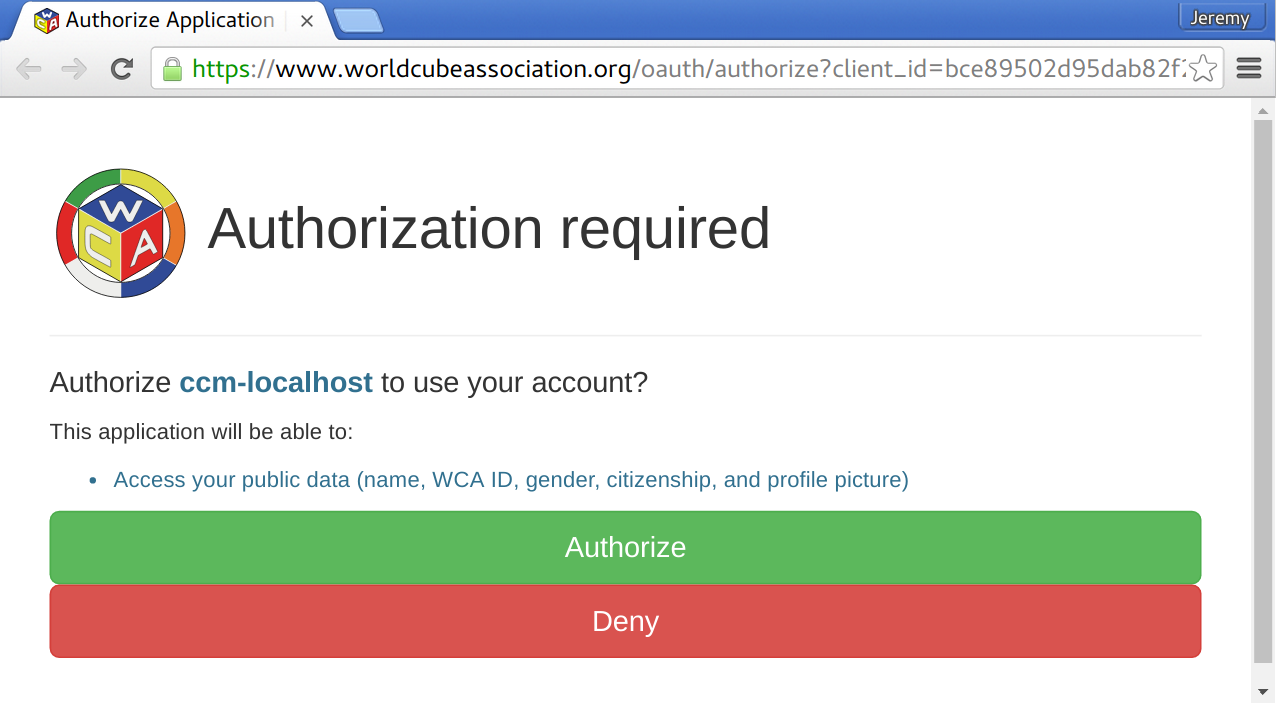 Authorize Application
Jeremy
https://www.worldcubeassociation.org/oauth/authorize?client_id=bce89502d95dab82f
W
C
A
Authorization required
Authorize ccm-localhost to use your account?
This application will be able to:
• Access your public data (name, WCA ID, gender, citizenship, and profile picture)
Authorize
Deny